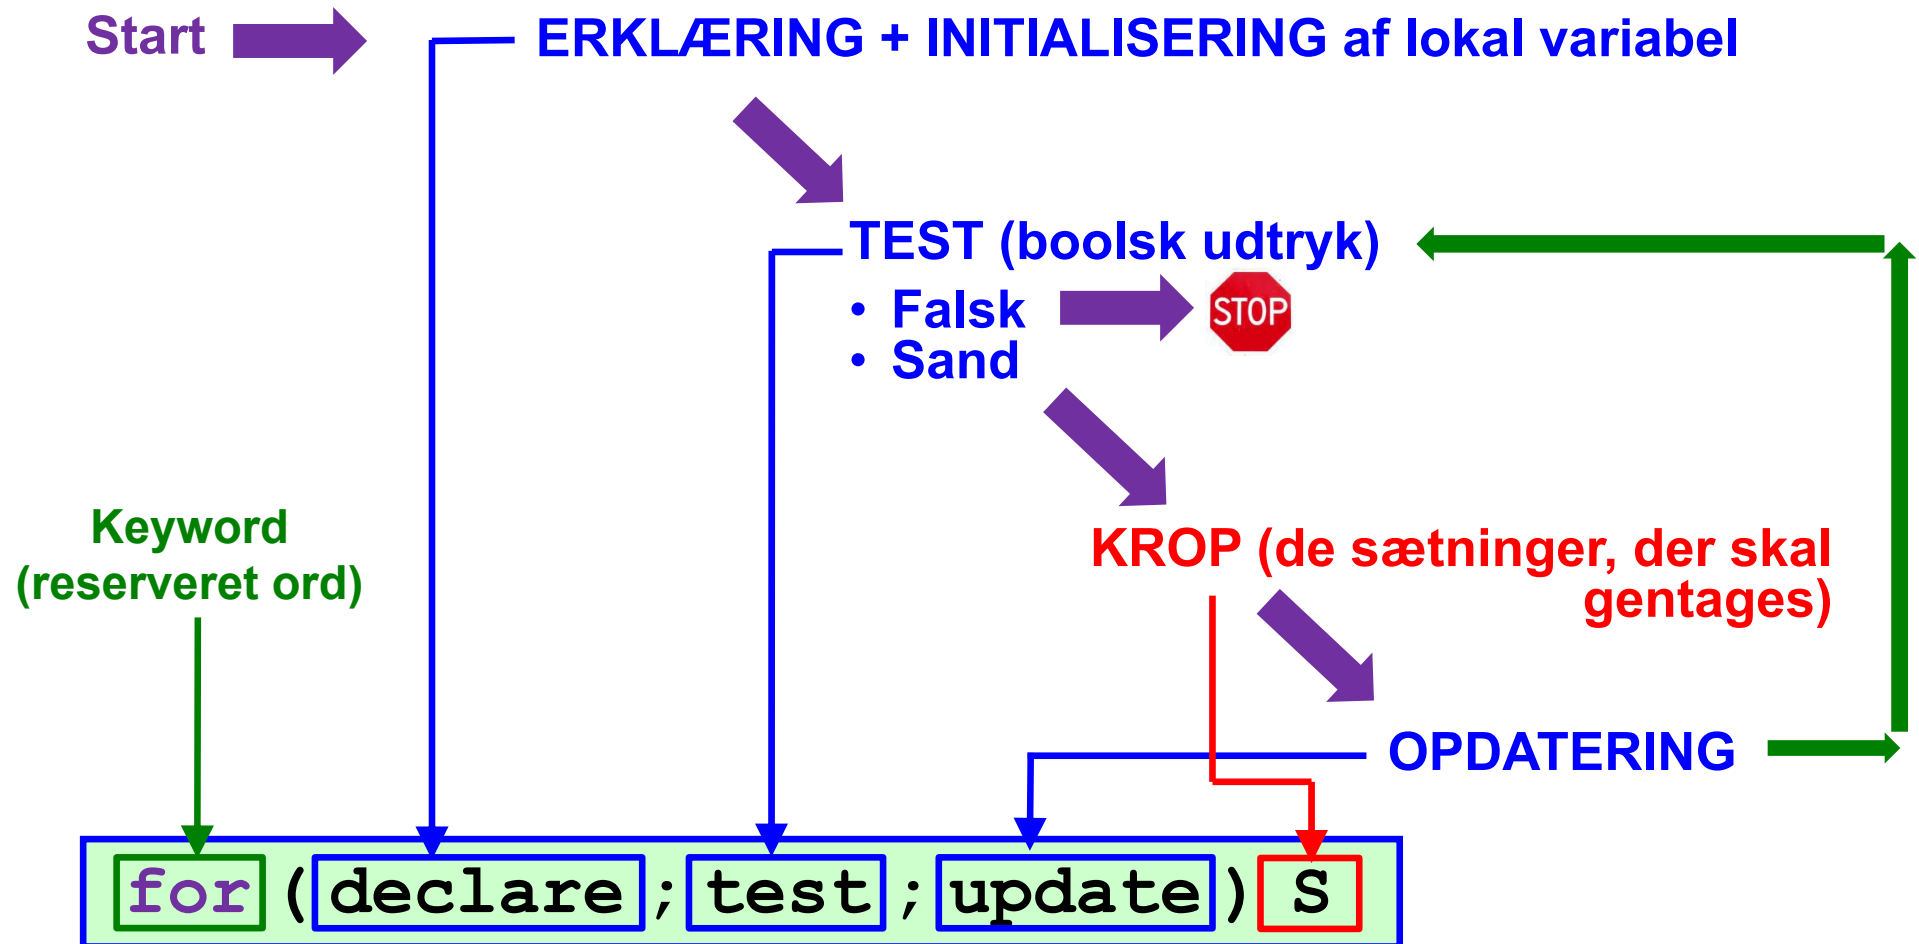 Start
ERKLÆRING + INITIALISERING af lokal variabel
TEST (boolsk udtryk)
• Falsk
STOP
• Sand
Keyword
(reserveret ord)
KROP (de sætninger, der skal
gentages)
OPDATERING
for (declare ; test ; update) S